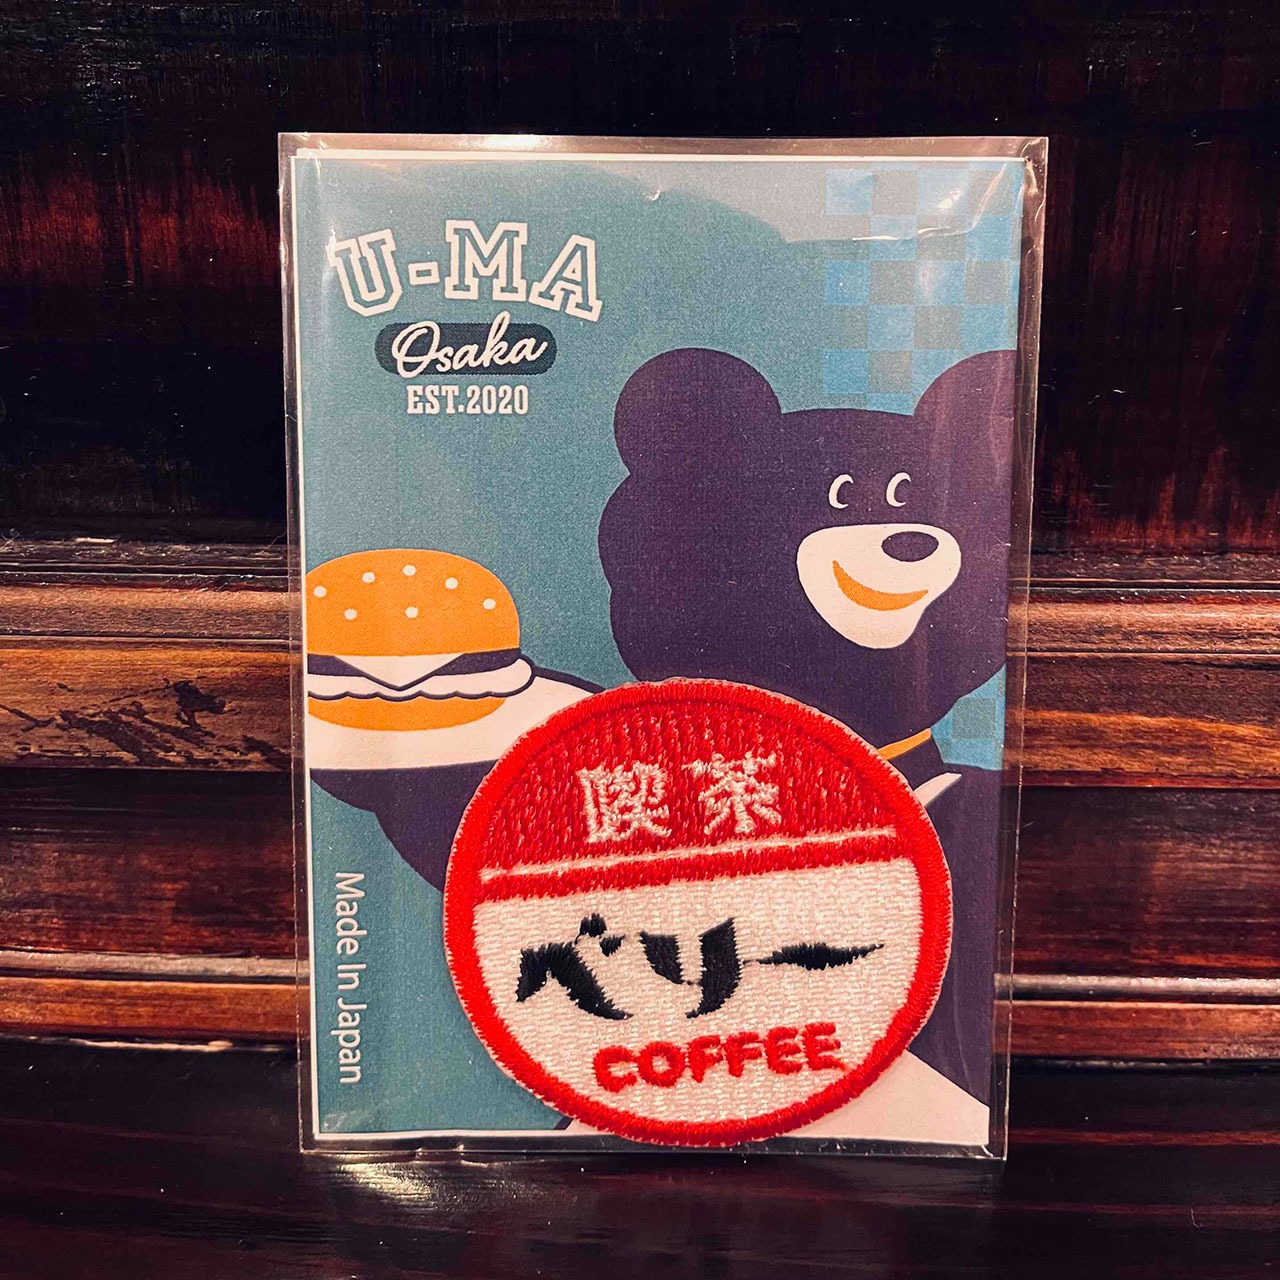 U-MA
Osaka
EST.2020
Made In Japan
喫茶
ベリー
COFFEE